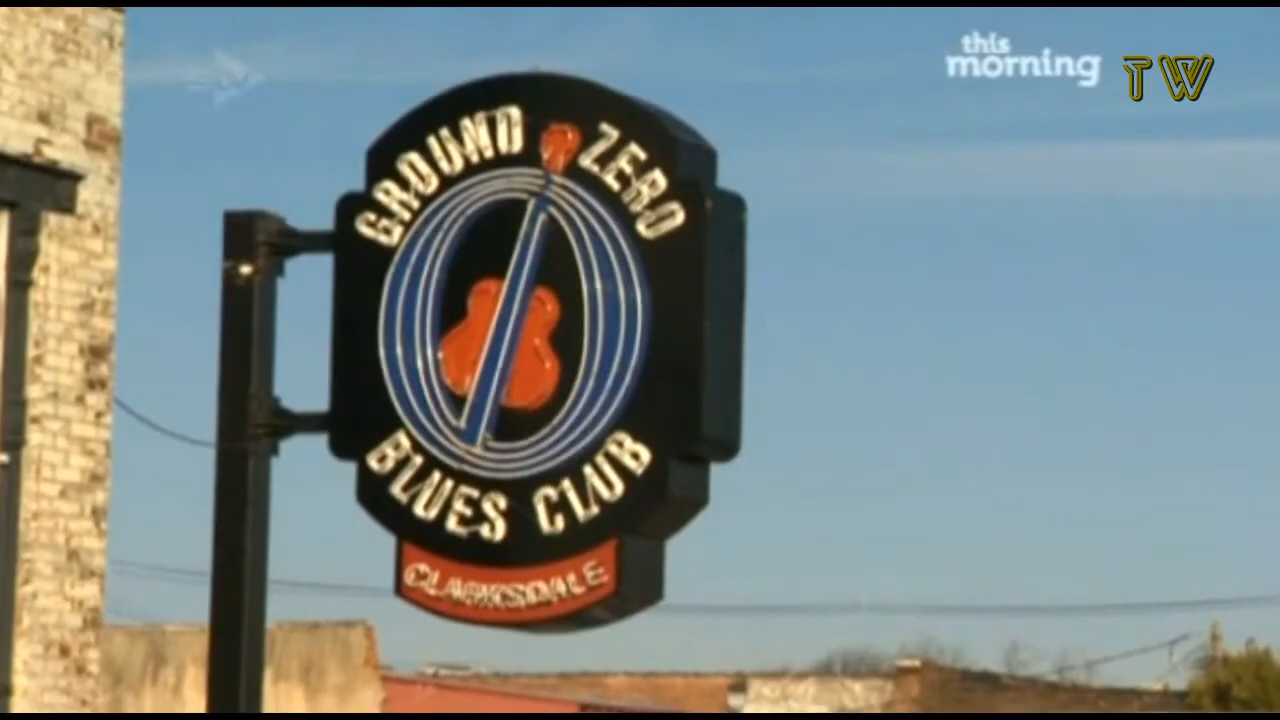 this
morning
TW
GROUND ZERO
BLUES CLUB
CLARKSDALE